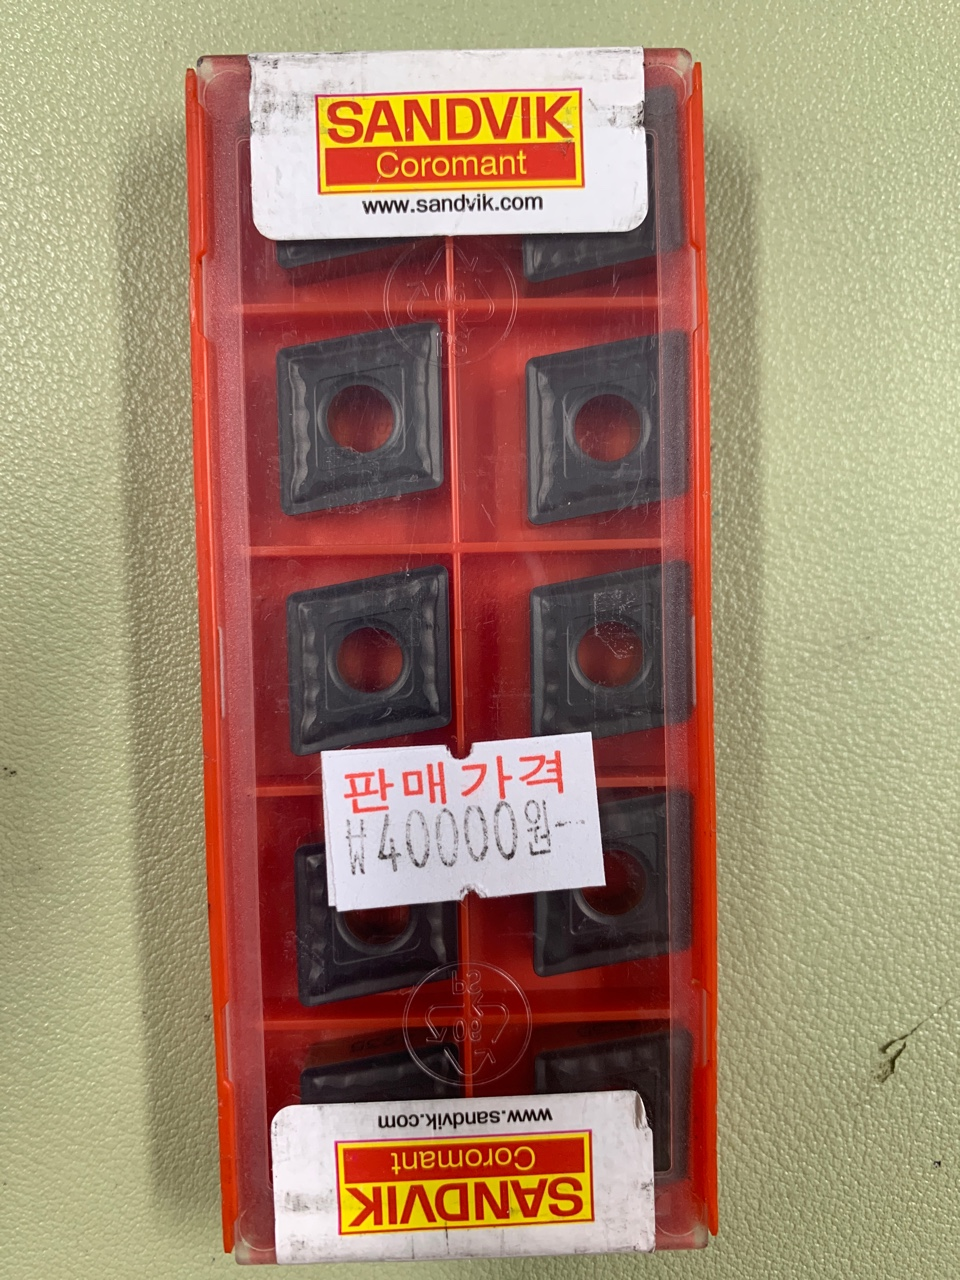 SANDVIK
Coromant
www.sandvik.com
판매가격
₩40000원
www.sandvik.com
Coromant
SANDVIK